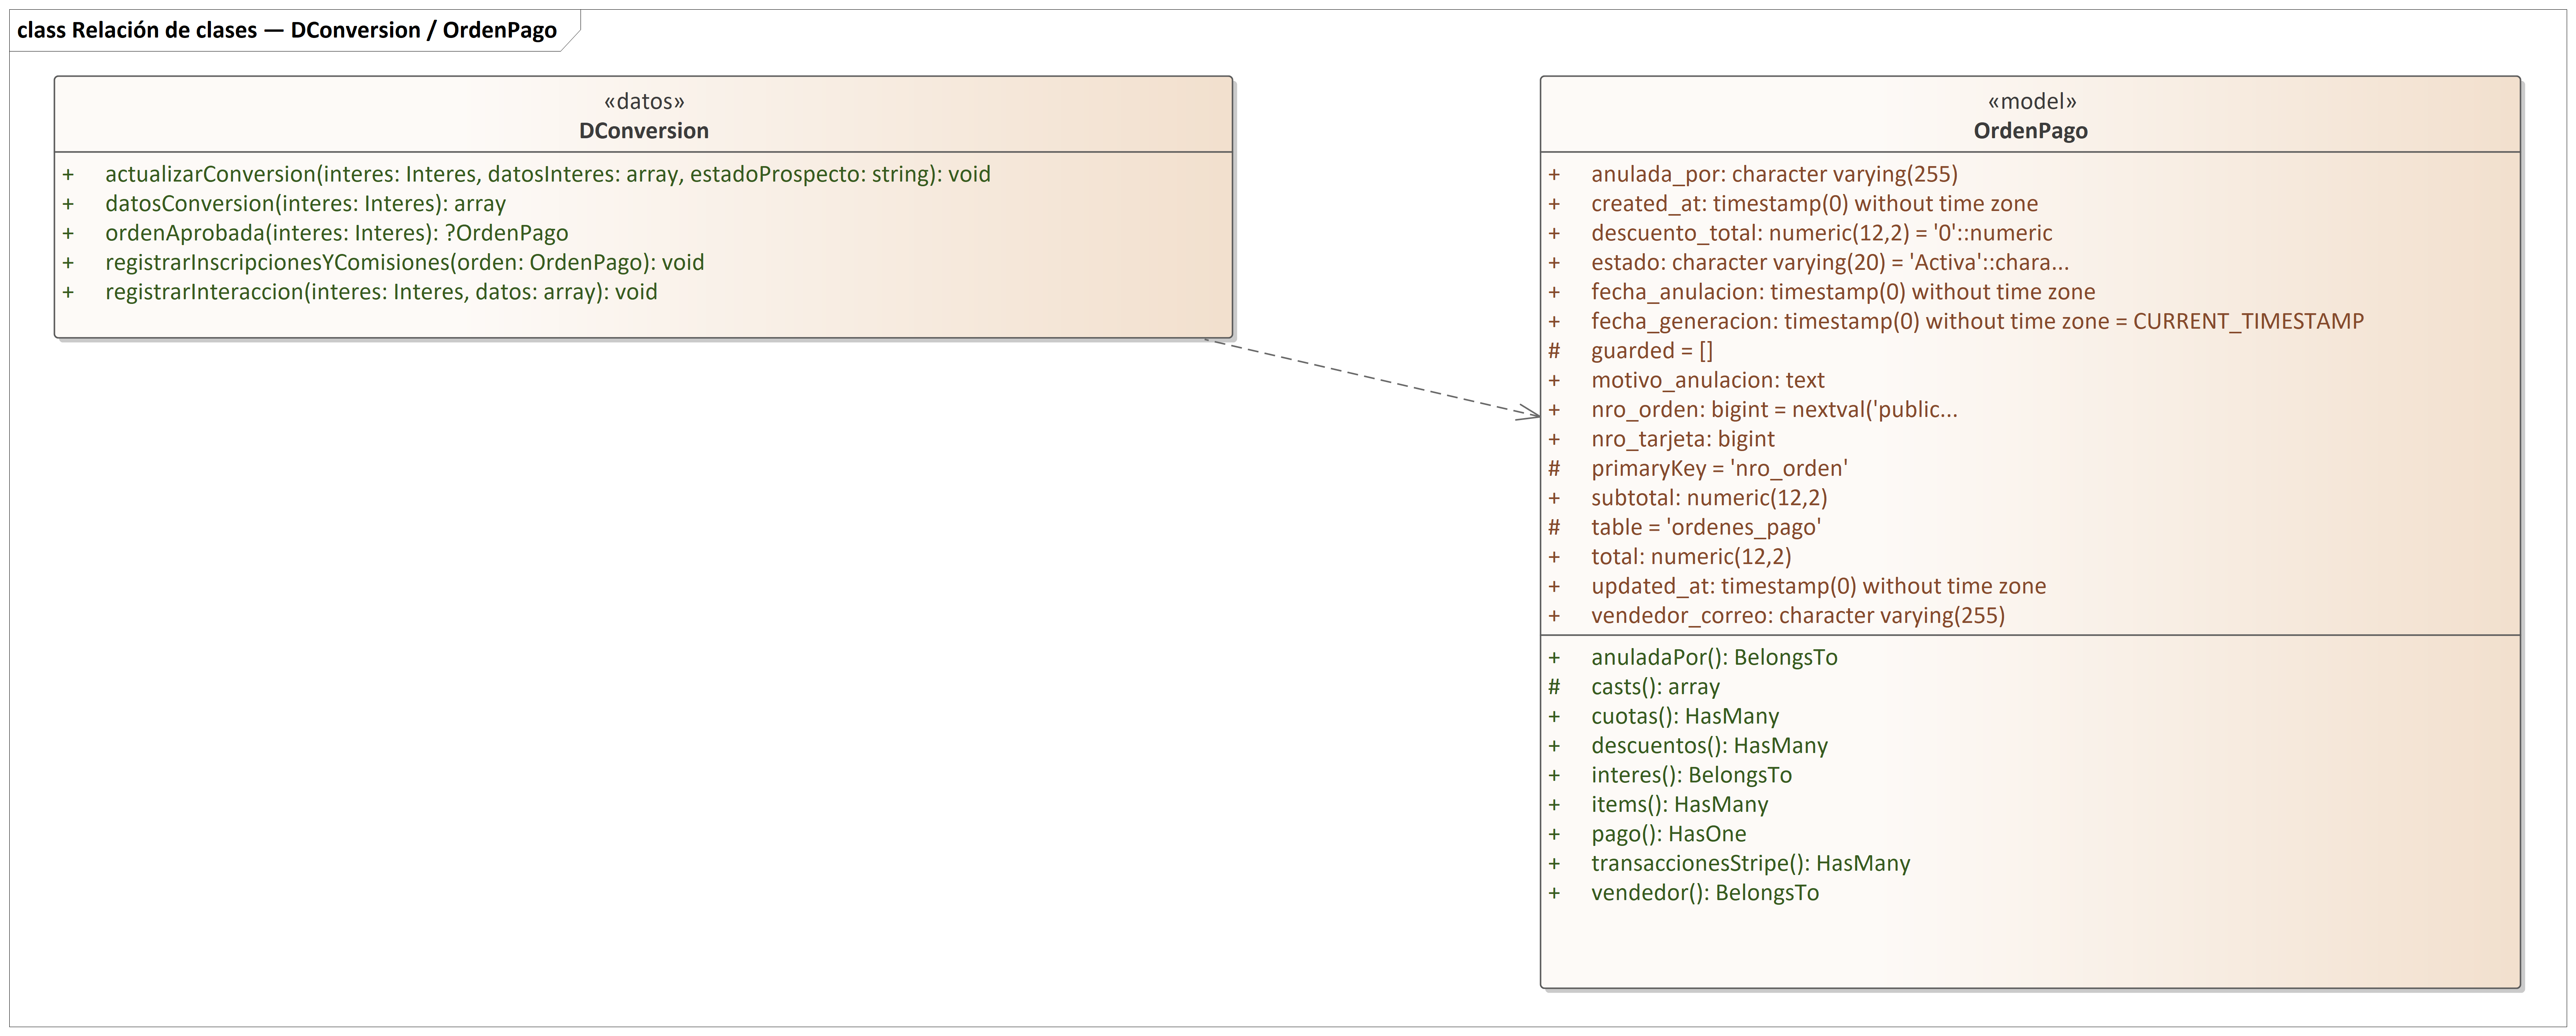 class Relación de clases — DConversion / OrdenPago
«datos»
DConversion
+ actualizarConversion(interes: Interes, datosInteres: array, estadoProspecto: string): void
+ datosConversion(interes: Interes): array
+ ordenAprobada(interes: Interes): ?OrdenPago
+ registrarInscripcionesYComisiones(orden: OrdenPago): void
+ registrarInteraccion(interes: Interes, datos: array): void
«model»
OrdenPago
+ anulada_por: character varying(255)
+ created_at: timestamp(0) without time zone
+ descuento_total: numeric(12,2) = '0'::numeric
+ estado: character varying(20) = 'Activa'::chara...
+ fecha_anulacion: timestamp(0) without time zone
+ fecha_generacion: timestamp(0) without time zone = CURRENT_TIMESTAMP
# guarded = []
+ motivo_anulacion: text
+ nro_orden: bigint = nextval('public...
+ nro_tarjeta: bigint
# primaryKey = 'nro_orden'
+ subtotal: numeric(12,2)
# table = 'ordenes_pago'
+ total: numeric(12,2)
+ updated_at: timestamp(0) without time zone
+ vendedor_correo: character varying(255)
+ anuladaPor(): BelongsTo
# casts(): array
+ cuotas(): HasMany
+ descuentos(): HasMany
+ interes(): BelongsTo
+ items(): HasMany
+ pago(): HasOne
+ transaccionesStripe(): HasMany
+ vendedor(): BelongsTo